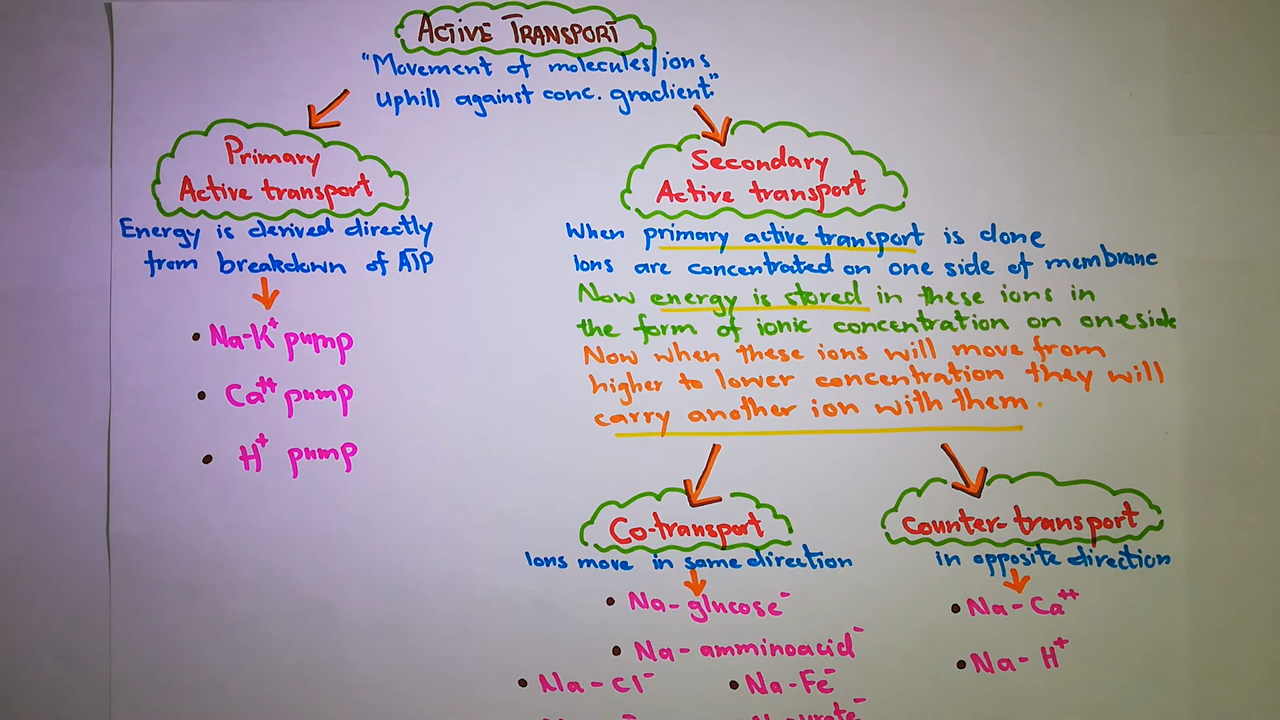 ACTIVE TRANSPORT
"Movement of molecules/ions
Uphill against conc. gradient"
Primary
Active transport
Energy is derived directly
from breakdown of ATP
• Na-K⁺ pump
• Ca⁺⁺ pump
• H⁺ pump
Secondary
Active transport
When primary active transport is done
Ions are concentrated on one side of membrane
Now energy is stored in these ions in
the form of ionic concentration on oneside
Now when these ions will move from
higher to lower concentration they will
carry another ion with them.
Co-transport
Ions move in same direction
• Na-glucose⁻
• Na-amminoacid⁻
• Na-Cl⁻
• Na-Fe⁻
Counter-transport
in opposite direction
• Na-Ca⁺⁺
• Na-H⁺